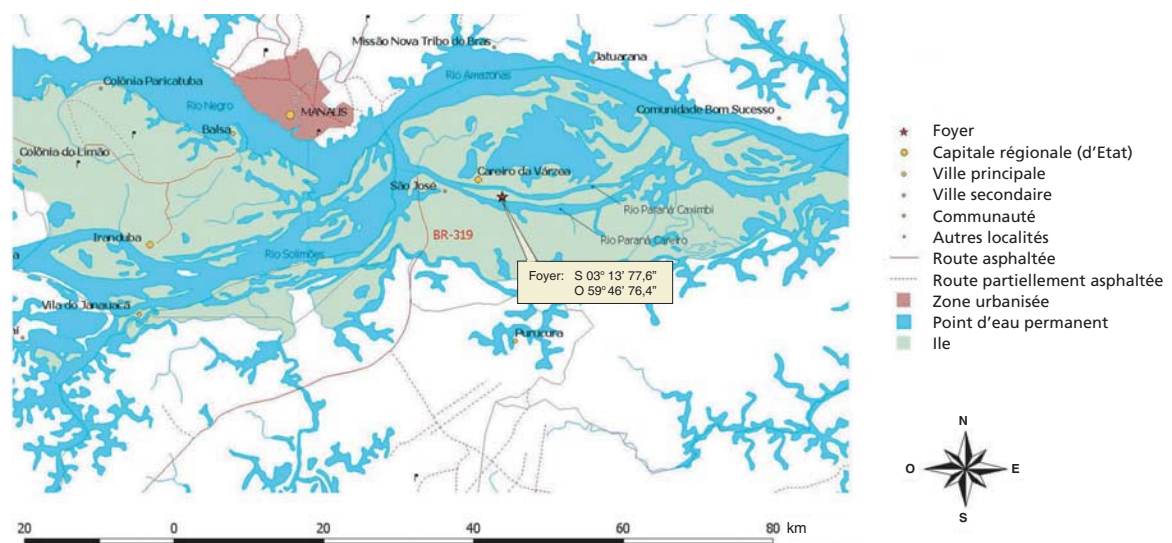 Missão Nova Tribo do Bras
Jatuarana
Rio Amazonas
Colônia Paricatuba
Rio Negro
MANAUS
Comunidade Bom Sucesso
Balsa
Colônia do Limão
Careiro da Várzea
São José
Rio Paraná Caximbi
Rio Paraná Careiro
BR-319
Iranduba
Rio Solimões
Foyer: S 03° 13’ 77,6”
O 59° 46’ 76,4”
Vila do Janauacá
Purucura
Foyer
Capitale régionale (d’Etat)
Ville principale
Ville secondaire
Communauté
Autres localités
Route asphaltée
Route partiellement asphaltée
Zone urbanisée
Point d’eau permanent
Ile
N
O
E
S
20 0 20 40 60 80 km